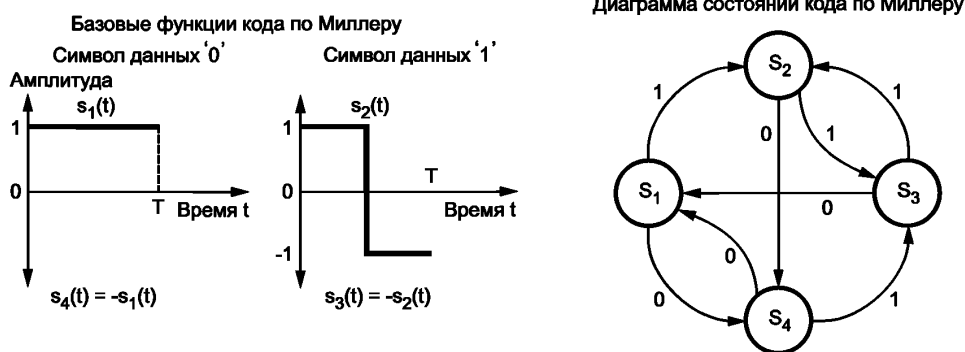 Базовые функции кода по Миллеру
Символ данных '0'
Символ данных '1'
Амплитуда
s1(t)
1
0
T
Время t
s4(t) = -s1(t)
s2(t)
1
0
-1
T
Время t
s3(t) = -s2(t)
Диаграмма состояний кода по Миллеру
S2
1
1
0
1
S1
S3
0
0
0
1
S4